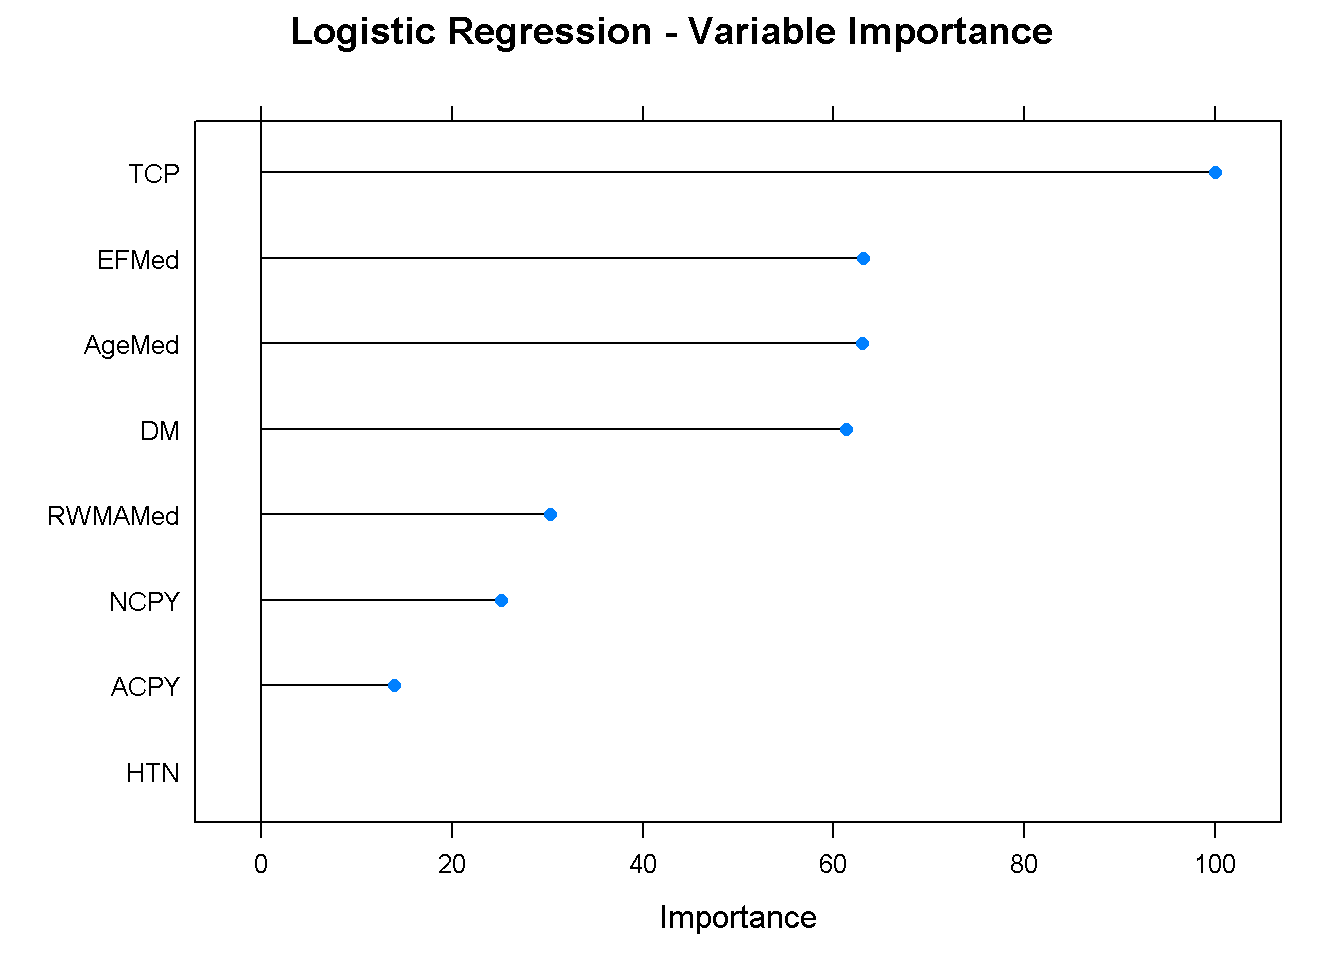 Logistic Regression - Variable Importance
TCP
EFMed
AgeMed
DM
RWMAMed
NCPY
ACPY
HTN
0 20 40 60 80 100
Importance